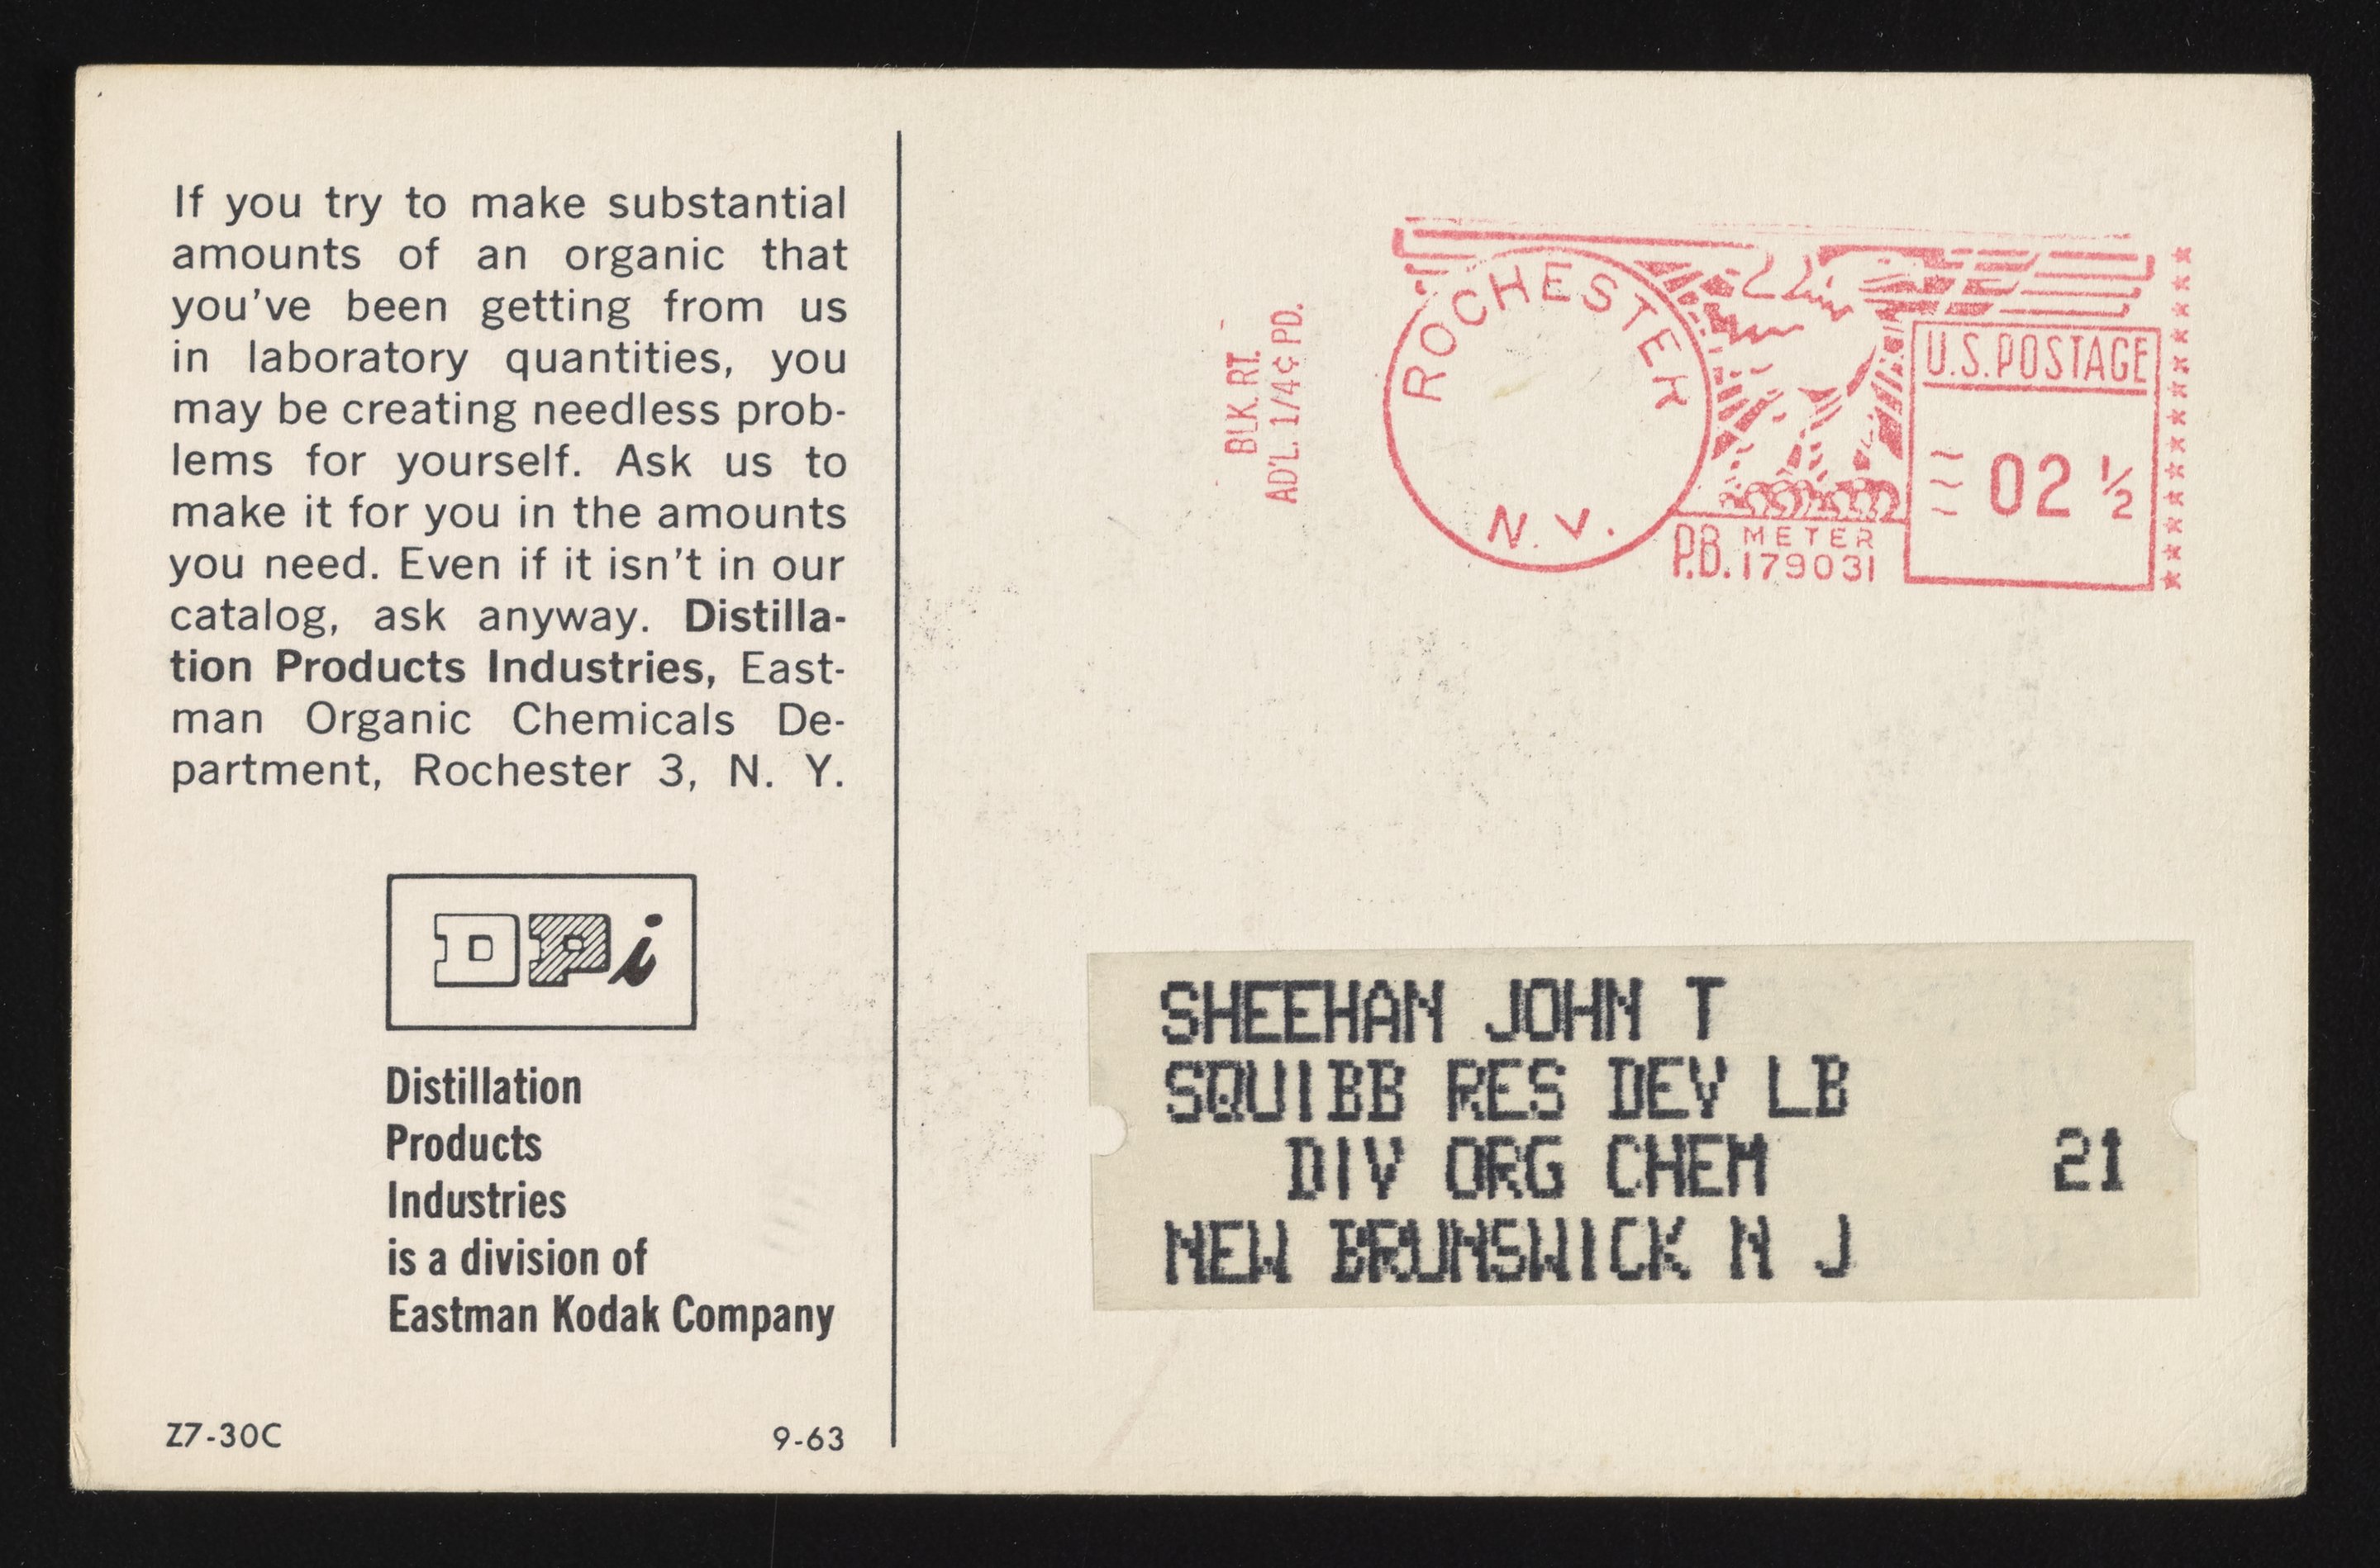 If you try to make substantial
amounts of an organic that
you've been getting from us
in laboratory quantities, you
may be creating needless prob-
lems for yourself. Ask us to
make it for you in the amounts
you need. Even if it isn't in our
catalog, ask anyway. Distilla-
tion Products Industries, East-
man Organic Chemicals De-
partment, Rochester 3, N. Y.
DPi
Distillation
Products
Industries
is a division of
Eastman Kodak Company
Z7-30C 9-63
BLK. RT.
AD'L. 1/4¢ PD.
ROCHESTER
N.Y.
P.B. METER
179031
U.S. POSTAGE
02 ½
SHEEHAN JOHN T
SQUIBB RES DEV LB
DIV ORG CHEM 21
NEW BRUNSWICK N J